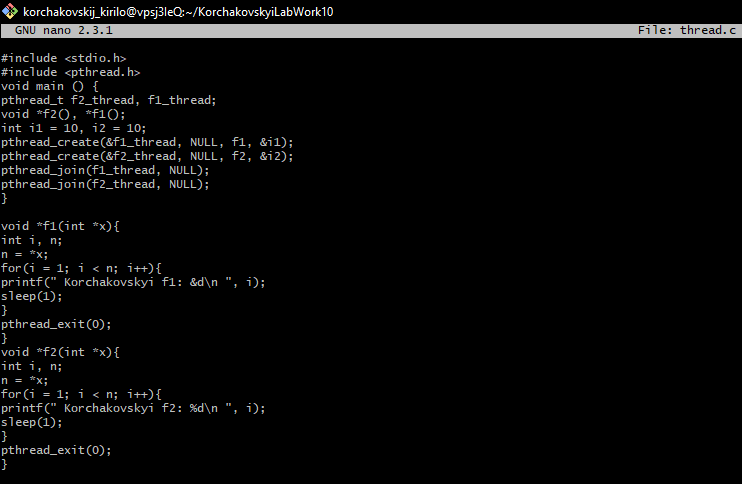 korchakovskij_kirilo@vpsj3IeQ:~/KorchakovskyiLabWork10
GNU nano 2.3.1 File: thread.c
#include <stdio.h>
#include <pthread.h>
void main () {
pthread_t f2_thread, f1_thread;
void *f2(), *f1();
int i1 = 10, i2 = 10;
pthread_create(&f1_thread, NULL, f1, &i1);
pthread_create(&f2_thread, NULL, f2, &i2);
pthread_join(f1_thread, NULL);
pthread_join(f2_thread, NULL);
}
void *f1(int *x){
int i, n;
n = *x;
for(i = 1; i < n; i++){
printf(" Korchakovskyi f1: &d\n ", i);
sleep(1);
}
pthread_exit(0);
}
void *f2(int *x){
int i, n;
n = *x;
for(i = 1; i < n; i++){
printf(" Korchakovskyi f2: %d\n ", i);
sleep(1);
}
pthread_exit(0);
}